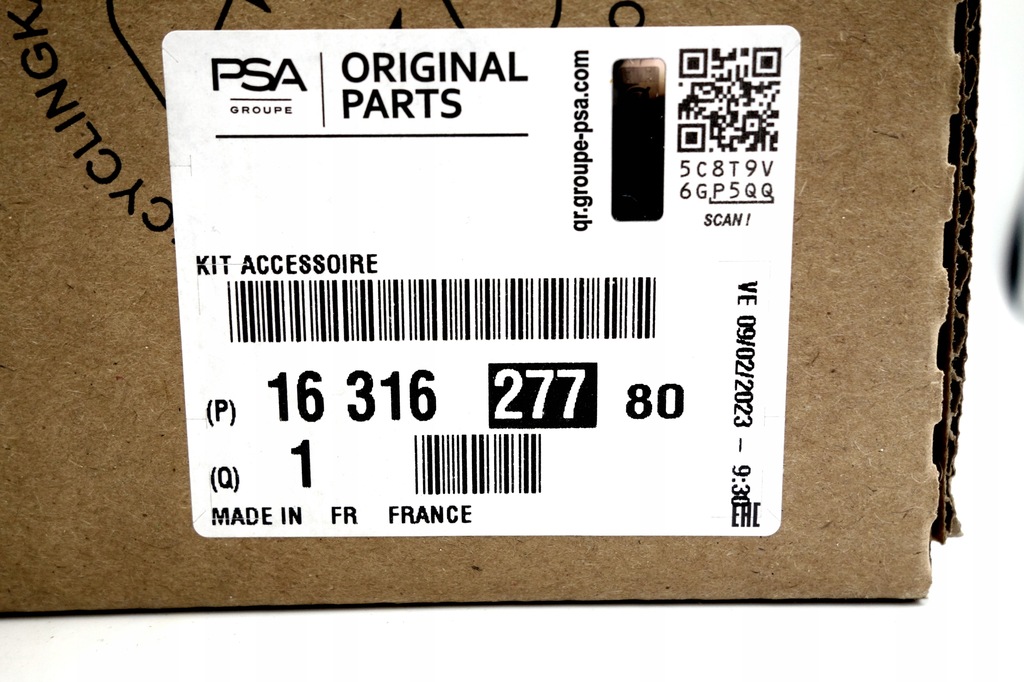 CYCLINGK
PSA
GROUPE
ORIGINAL
PARTS
qr.groupe-psa.com
5C8T9V
6GP5QQ
SCAN !
KIT ACCESSOIRE
(P) 16 316 277 80
(Q) 1
MADE IN FR FRANCE
VE 09/02/2023 - 9:30
EAC